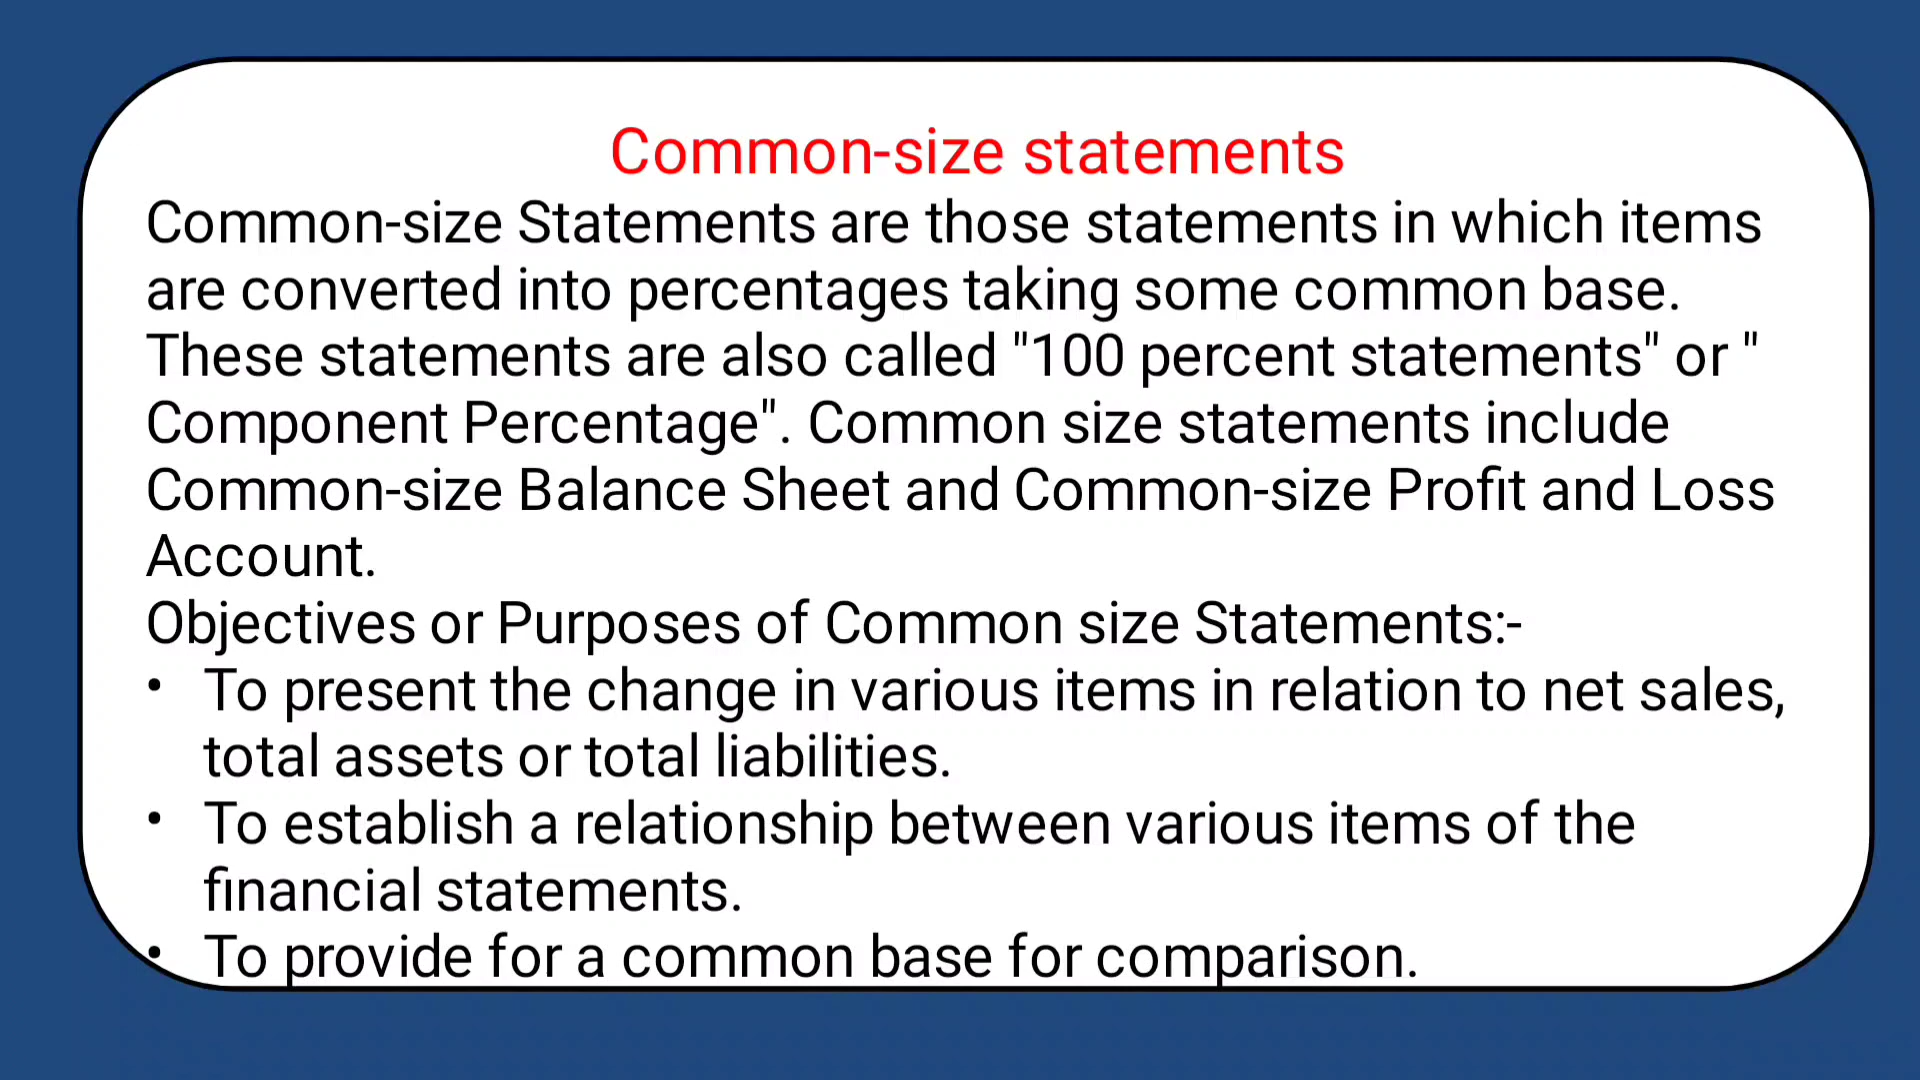 Common-size statements
Common-size Statements are those statements in which items
are converted into percentages taking some common base.
These statements are also called "100 percent statements" or "
Component Percentage". Common size statements include
Common-size Balance Sheet and Common-size Profit and Loss
Account.
Objectives or Purposes of Common size Statements:-
• To present the change in various items in relation to net sales,
total assets or total liabilities.
• To establish a relationship between various items of the
financial statements.
• To provide for a common base for comparison.